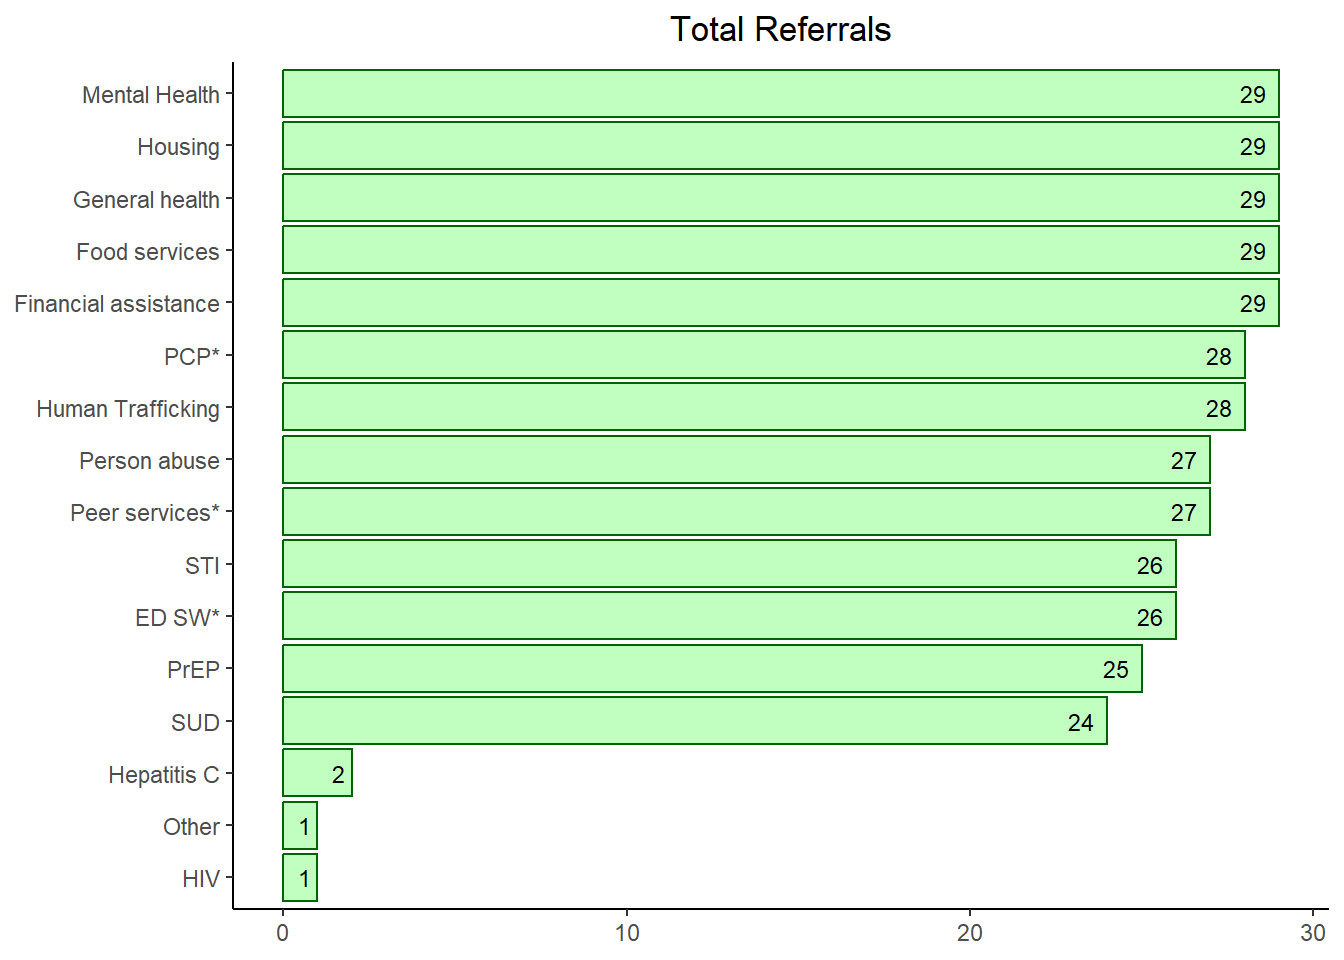 Total Referrals
Mental Health 29
Housing 29
General health 29
Food services 29
Financial assistance 29
PCP* 28
Human Trafficking 28
Person abuse 27
Peer services* 27
STI 26
ED SW* 26
PrEP 25
SUD 24
Hepatitis C 2
Other 1
HIV 1
0 10 20 30